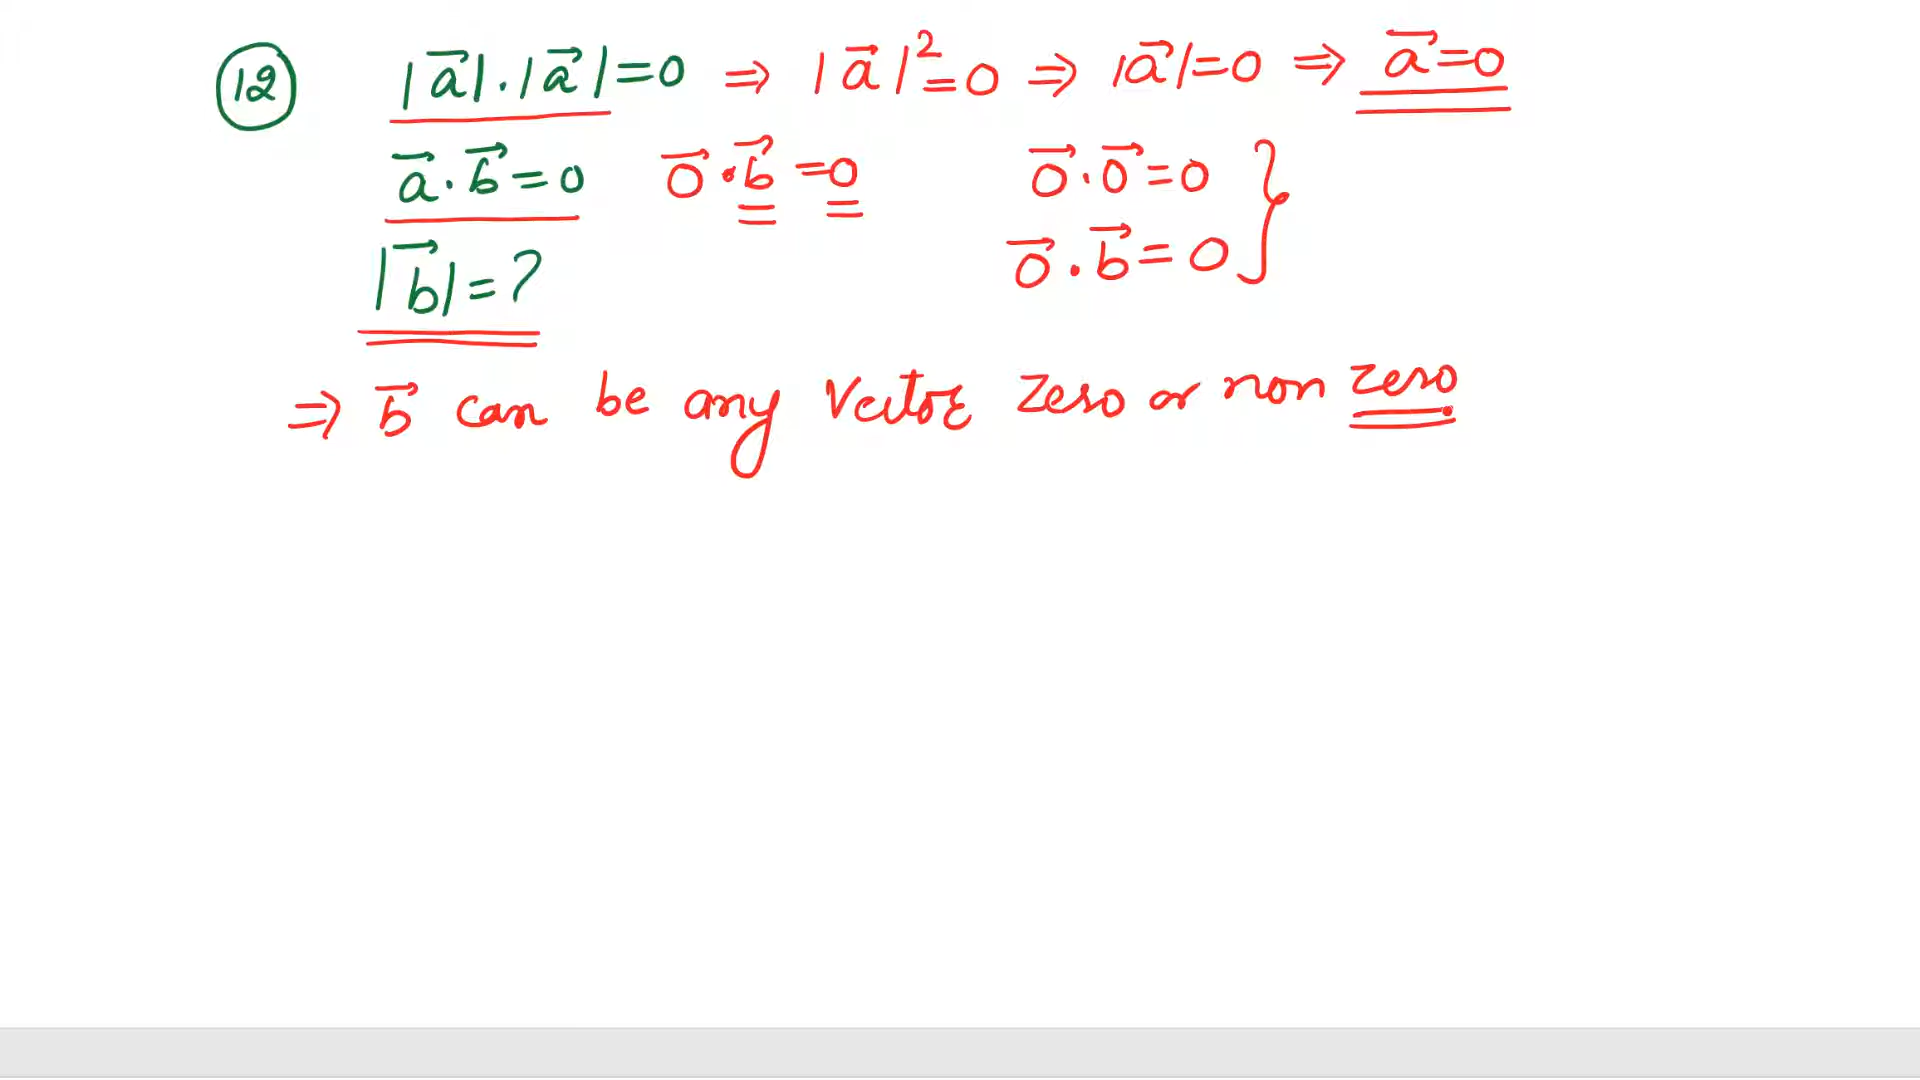 12 |a⃗|.|a⃗|=0 ⇒ |a⃗|²=0 ⇒ |a⃗|=0 ⇒ a⃗=0
a⃗.b⃗=0 0⃗.b⃗=0 0⃗.0⃗=0
|b⃗|=? 0⃗.b⃗=0
⇒ b⃗ can be any Vector Zero or non zero